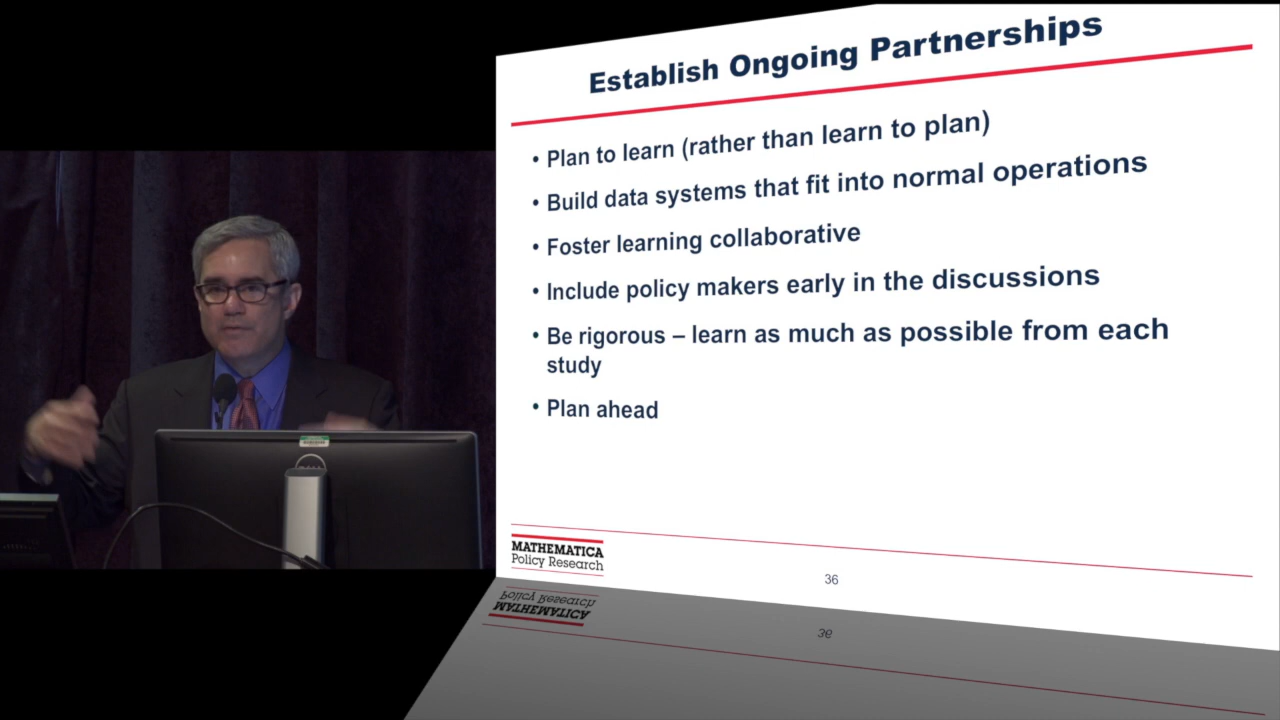 Establish Ongoing Partnerships
• Plan to learn (rather than learn to plan)
• Build data systems that fit into normal operations
• Foster learning collaborative
• Include policy makers early in the discussions
• Be rigorous – learn as much as possible from each
study
• Plan ahead
MATHEMATICA
Policy Research
36